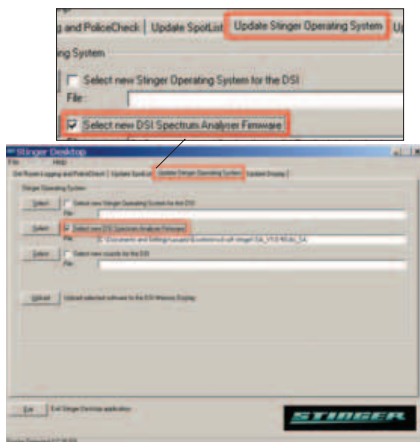 g and PoliceCheck Update SpotList Update Stinger Operating System Up
ing System
Select new Stinger Operating System for the DSI
File:
Select new DSI Spectrum Analyser Firmware
Stinger Desktop
File Help
Update SpotList Update Stinger Operating System Update Display
Stinger Operating System
Select Select new Stinger Operating System for the DSI
File:
Select Select new DSI Spectrum Analyser Firmware
File:
Select Select new sounds for the DSI
File:
Upload Upload selected software to the DSI Memory Display
Exit Exit Stinger Desktop application
STINGER